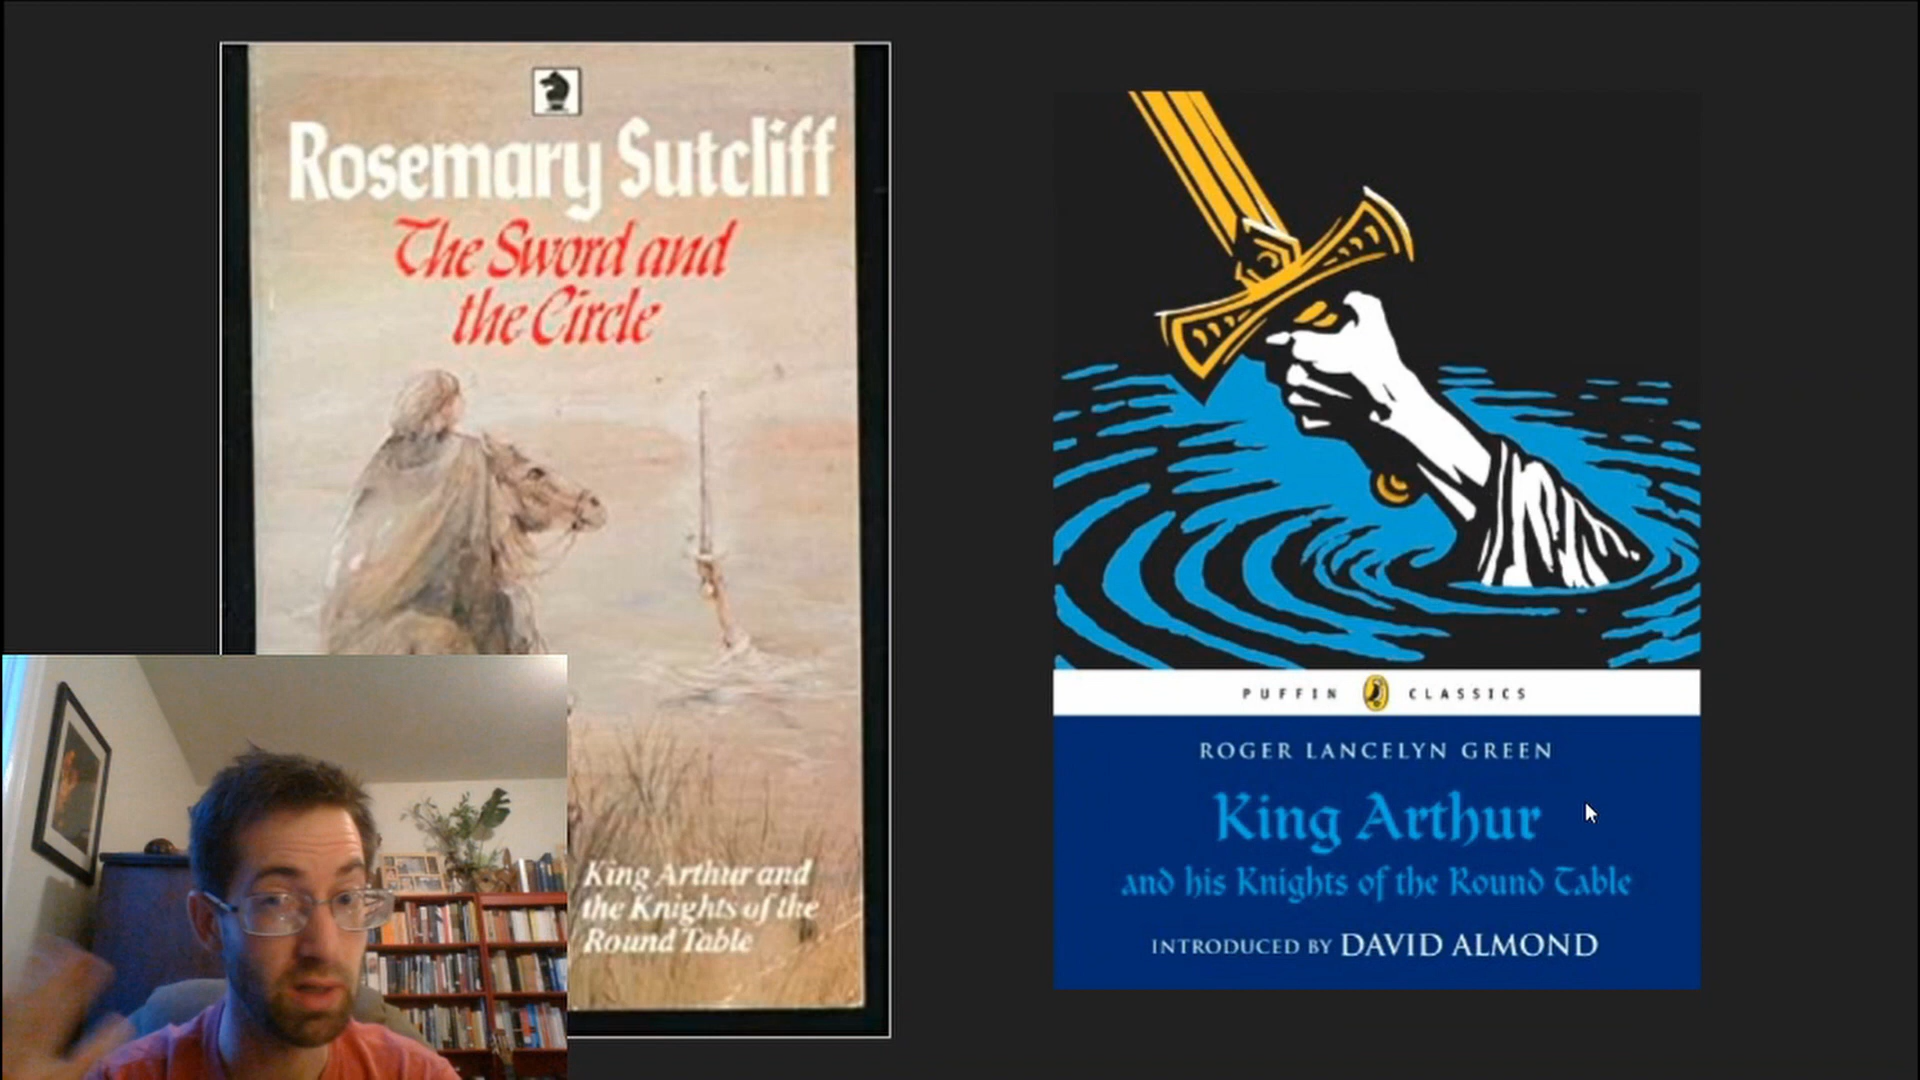 Rosemary Sutcliff
The Sword and
the Circle
King Arthur and
the Knights of the
Round Table
PUFFIN CLASSICS
ROGER LANCELYN GREEN
King Arthur
and his Knights of the Round Table
INTRODUCED BY DAVID ALMOND